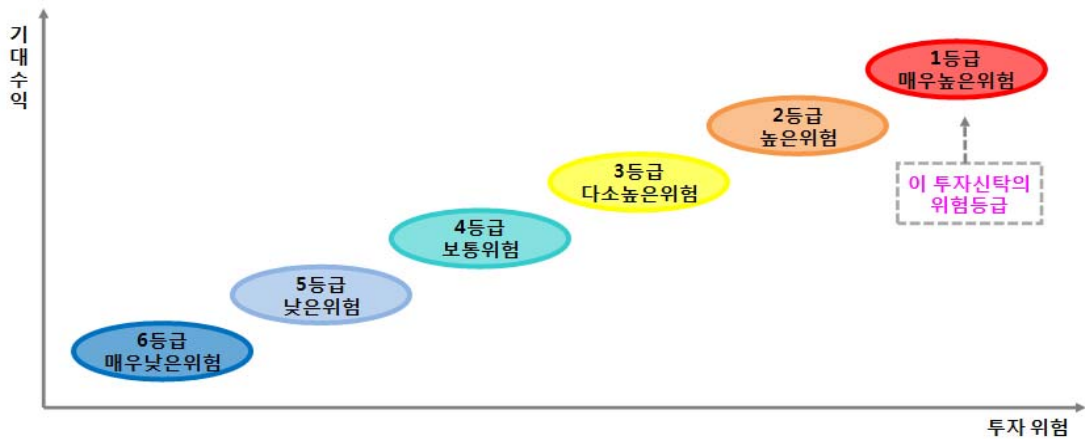 기
대
수
익
1등급
매우높은위험
2등급
높은위험
3등급
다소높은위험
이 투자신탁의
위험등급
4등급
보통위험
5등급
낮은위험
6등급
매우낮은위험
투자 위험